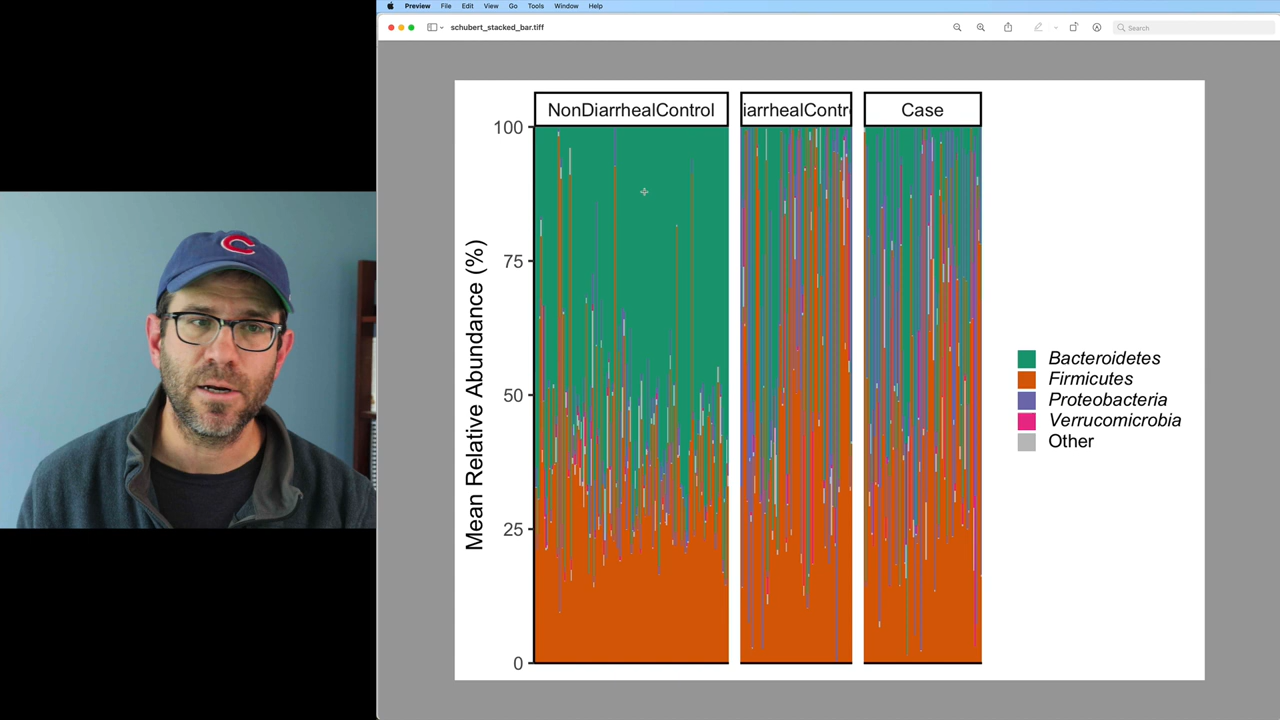 Preview File Edit View Go Tools Window Help
schubert_stacked_bar.tiff
Search
NonDiarrhealControl
iarrhealContr
Case
Mean Relative Abundance (%)
100
75
50
25
0
Bacteroidetes
Firmicutes
Proteobacteria
Verrucomicrobia
Other
C